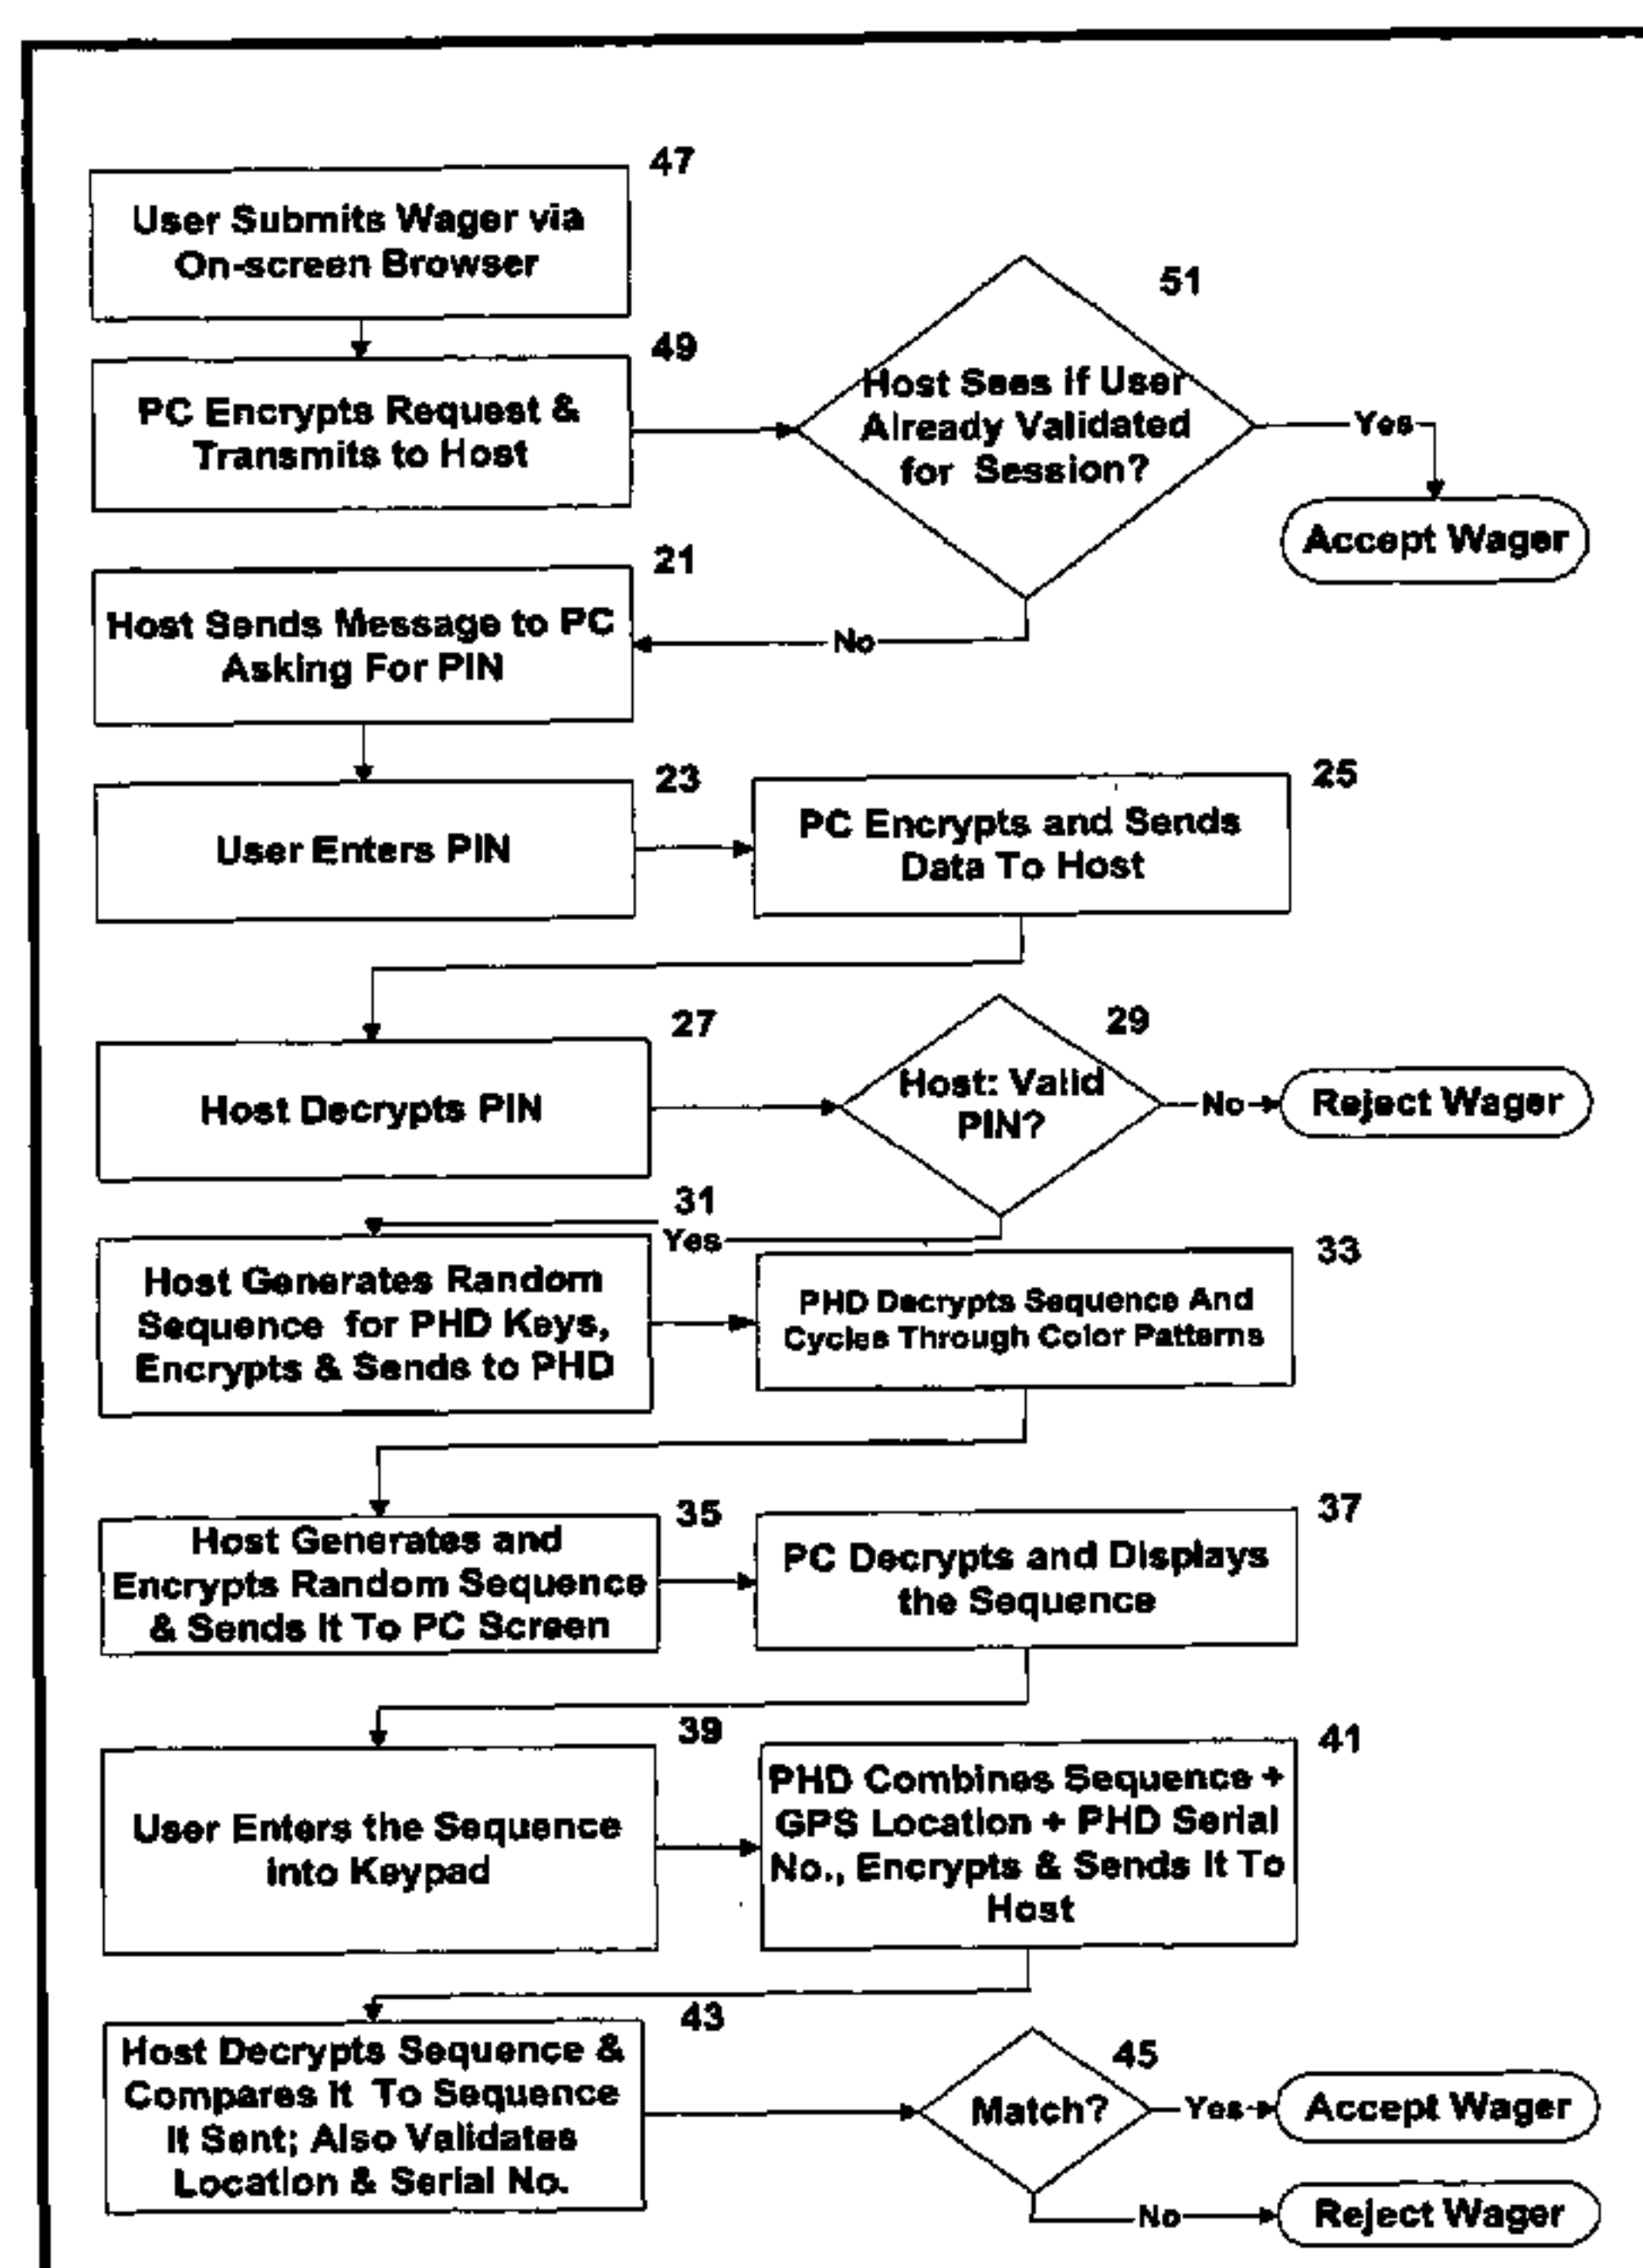 47
User Submits Wager via
On-screen Browser
51
49
PC Encrypts Request &
Transmits to Host
Host Sees if User
Already Validated
for Session?
Yes
Accept Wager
21
Host Sends Message to PC
Asking For PIN
No
23
User Enters PIN
25
PC Encrypts and Sends
Data To Host
27
Host Decrypts PIN
29
Host: Valid
PIN?
No
Reject Wager
31
Yes
Host Generates Random
Sequence for PHD Keys,
Encrypts & Sends to PHD
33
PHD Decrypts Sequence And
Cycles Through Color Patterns
35
Host Generates and
Encrypts Random Sequence
& Sends It To PC Screen
37
PC Decrypts and Displays
the Sequence
39
User Enters the Sequence
into Keypad
41
PHD Combines Sequence +
GPS Location + PHD Serial
No., Encrypts & Sends It To
Host
43
Host Decrypts Sequence &
Compares It To Sequence
It Sent; Also Validates
Location & Serial No.
45
Match?
Yes
Accept Wager
No
Reject Wager